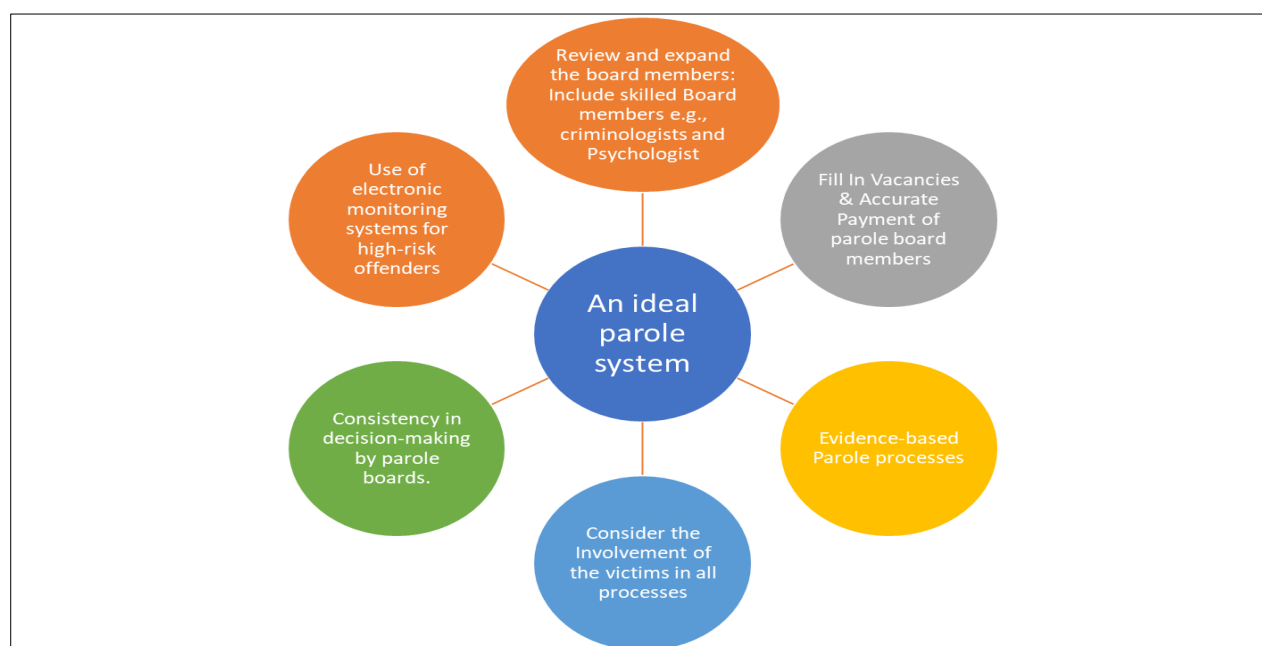 Review and expand
the board members:
Include skilled Board
members e.g.,
criminologists and
Psychologist
Use of
electronic
monitoring
systems for
high-risk
offenders
Fill In Vacancies
& Accurate
Payment of
parole board
members
An ideal
parole
system
Consistency in
decision-making
by parole
boards.
Evidence-based
Parole processes
Consider the
Involvement of
the victims in all
processes